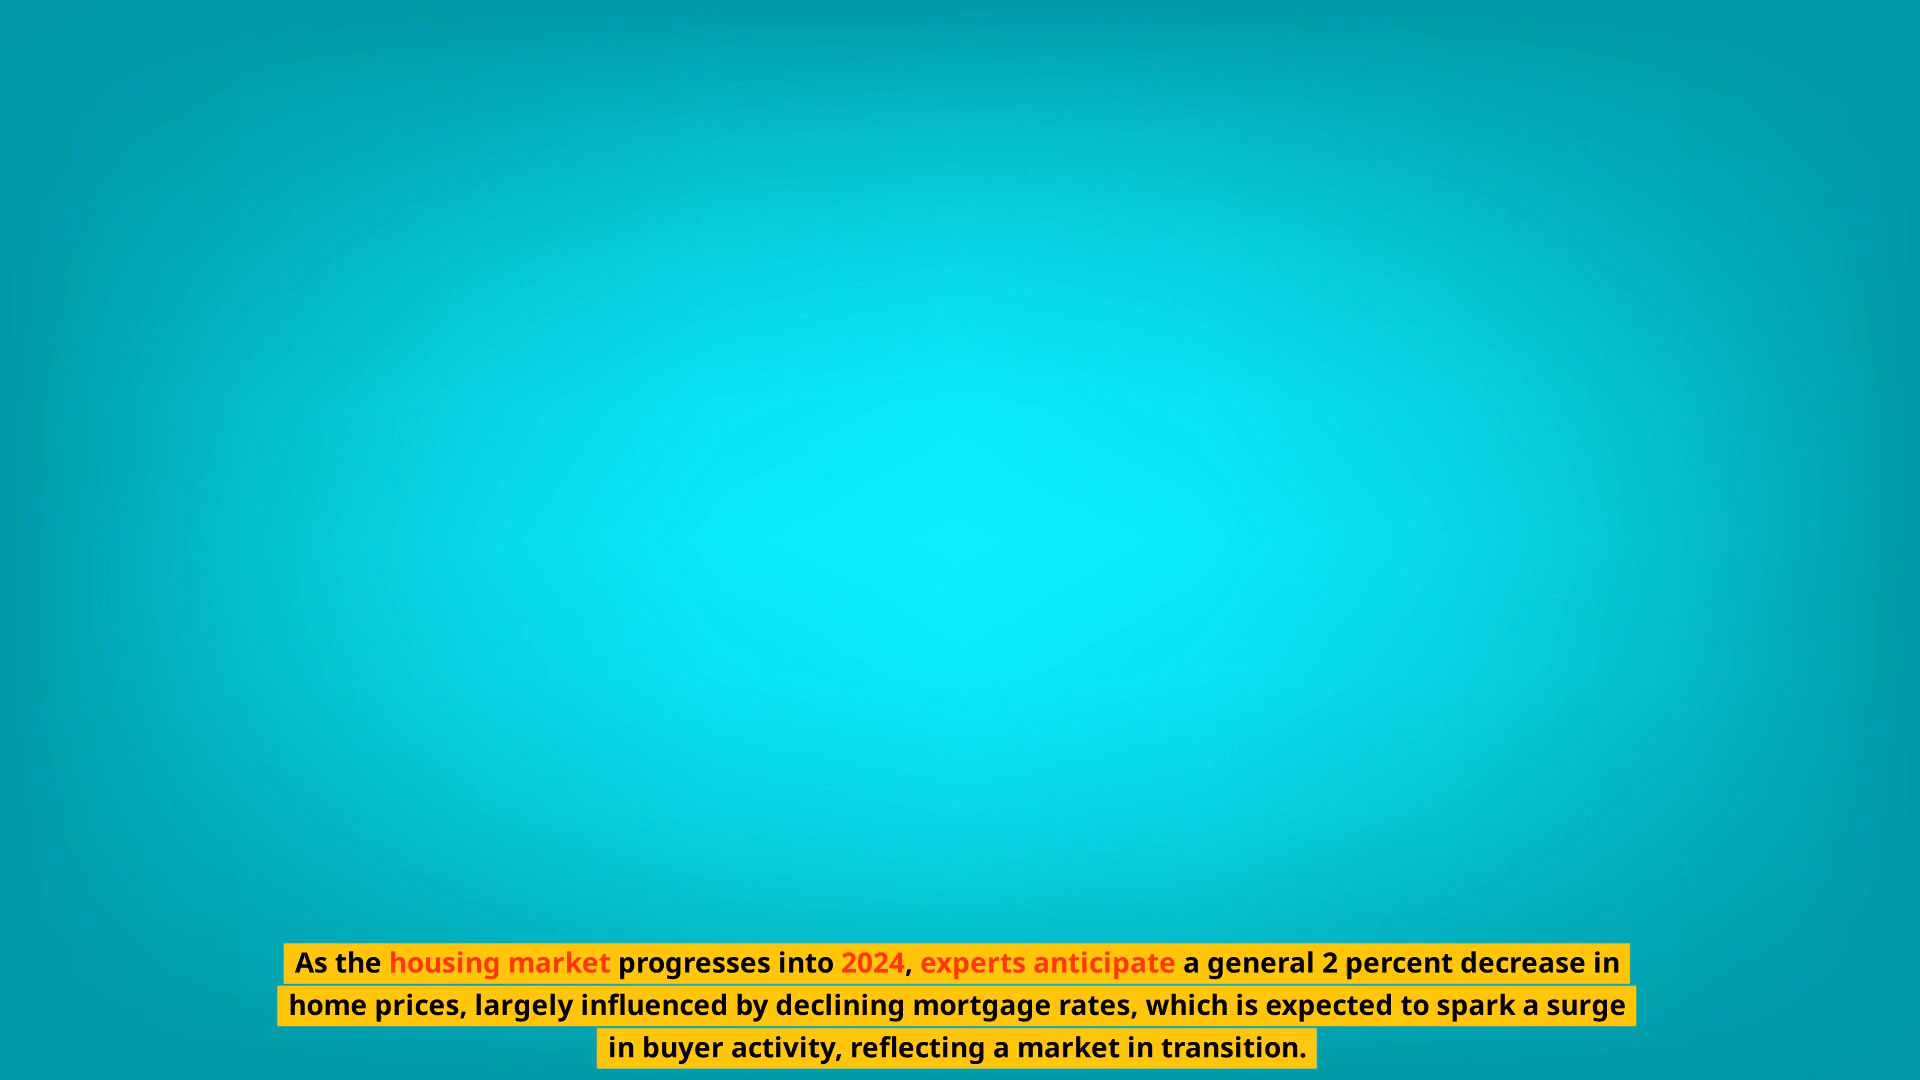 As the housing market progresses into 2024, experts anticipate a general 2 percent decrease in
home prices, largely influenced by declining mortgage rates, which is expected to spark a surge
in buyer activity, reflecting a market in transition.